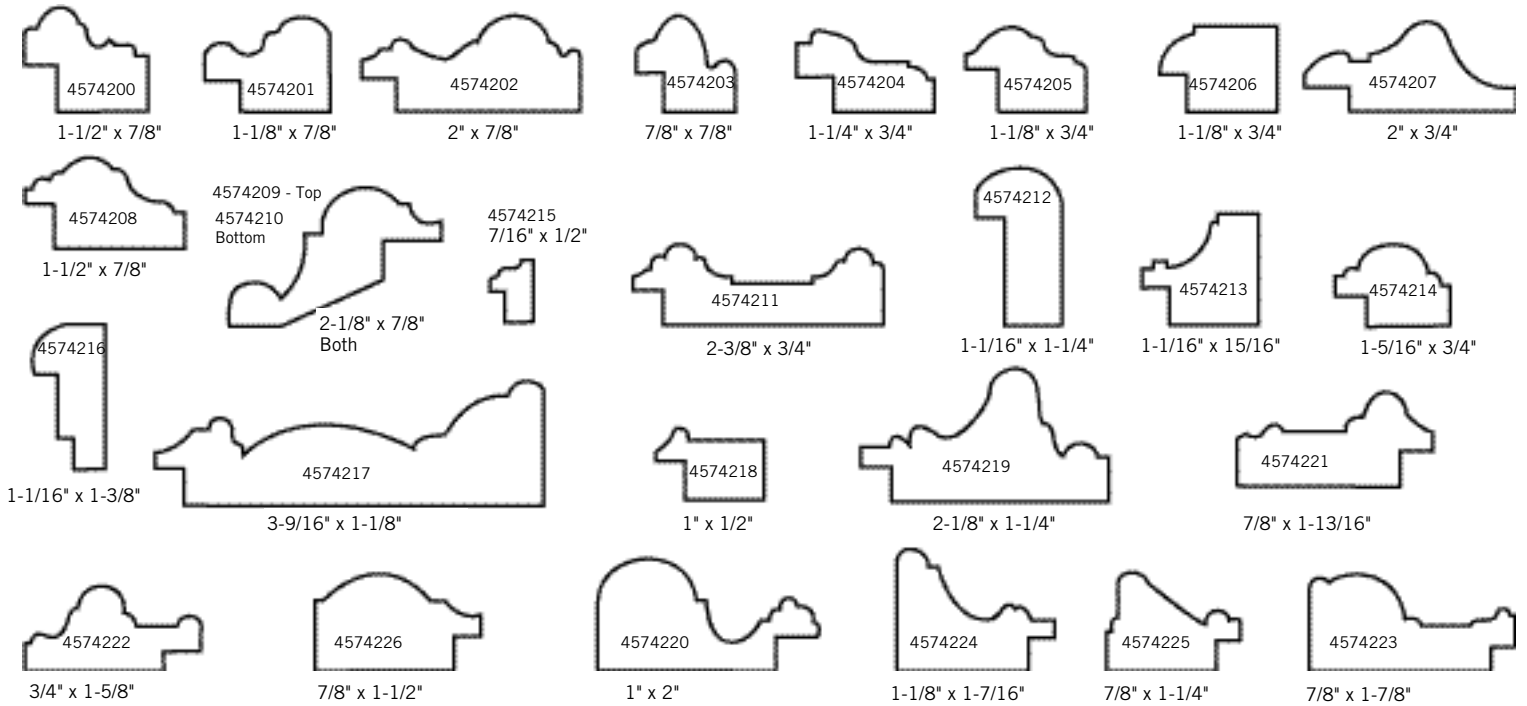 4574200
1-1/2" x 7/8"
4574201
1-1/8" x 7/8"
4574202
2" x 7/8"
4574203
7/8" x 7/8"
4574204
1-1/4" x 3/4"
4574205
1-1/8" x 3/4"
4574206
1-1/8" x 3/4"
4574207
2" x 3/4"
4574208
1-1/2" x 7/8"
4574209 - Top
4574210
Bottom
2-1/8" x 7/8"
Both
4574215
7/16" x 1/2"
4574211
2-3/8" x 3/4"
4574212
1-1/16" x 1-1/4"
4574213
1-1/16" x 15/16"
4574214
1-5/16" x 3/4"
4574216
1-1/16" x 1-3/8"
4574217
3-9/16" x 1-1/8"
4574218
1" x 1/2"
4574219
2-1/8" x 1-1/4"
4574221
7/8" x 1-13/16"
4574222
3/4" x 1-5/8"
4574226
7/8" x 1-1/2"
4574220
1" x 2"
4574224
1-1/8" x 1-7/16"
4574225
7/8" x 1-1/4"
4574223
7/8" x 1-7/8"